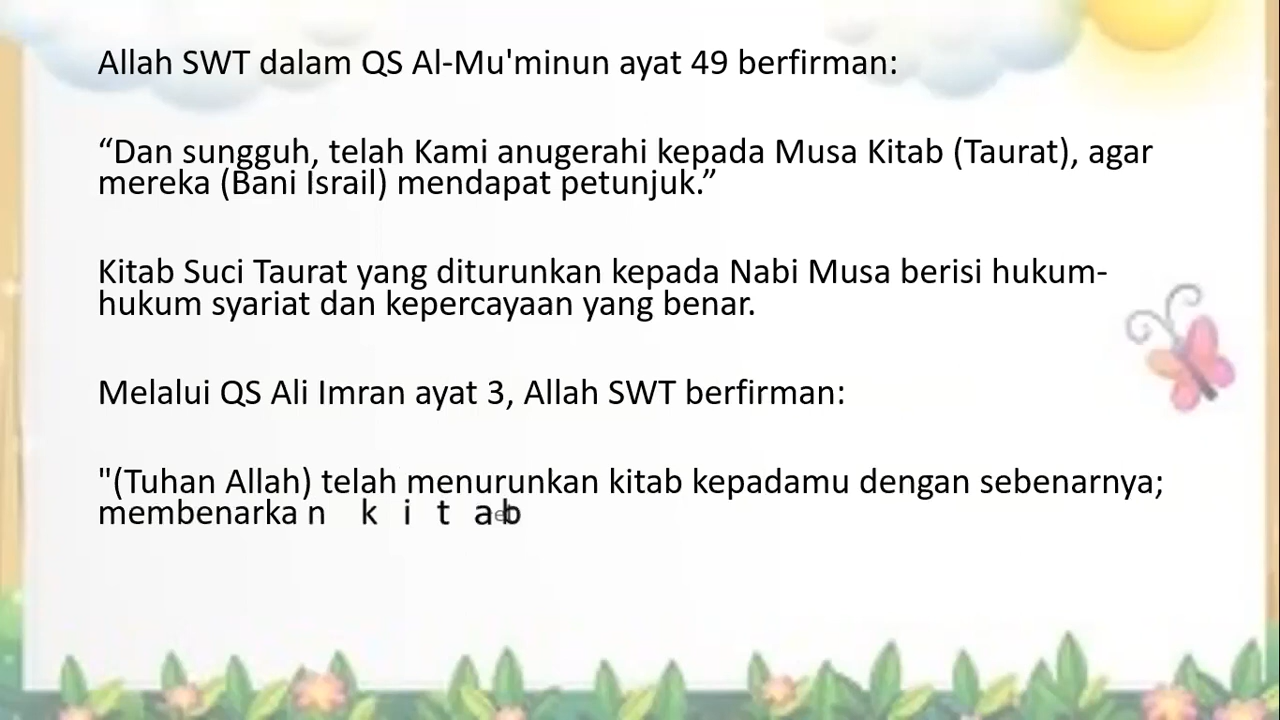 Allah SWT dalam QS Al-Mu'minun ayat 49 berfirman:
“Dan sungguh, telah Kami anugerahi kepada Musa Kitab (Taurat), agar
mereka (Bani Israil) mendapat petunjuk.”
Kitab Suci Taurat yang diturunkan kepada Nabi Musa berisi hukum-
hukum syariat dan kepercayaan yang benar.
Melalui QS Ali Imran ayat 3, Allah SWT berfirman:
"(Tuhan Allah) telah menurunkan kitab kepadamu dengan sebenarnya;
membenarkan kitab